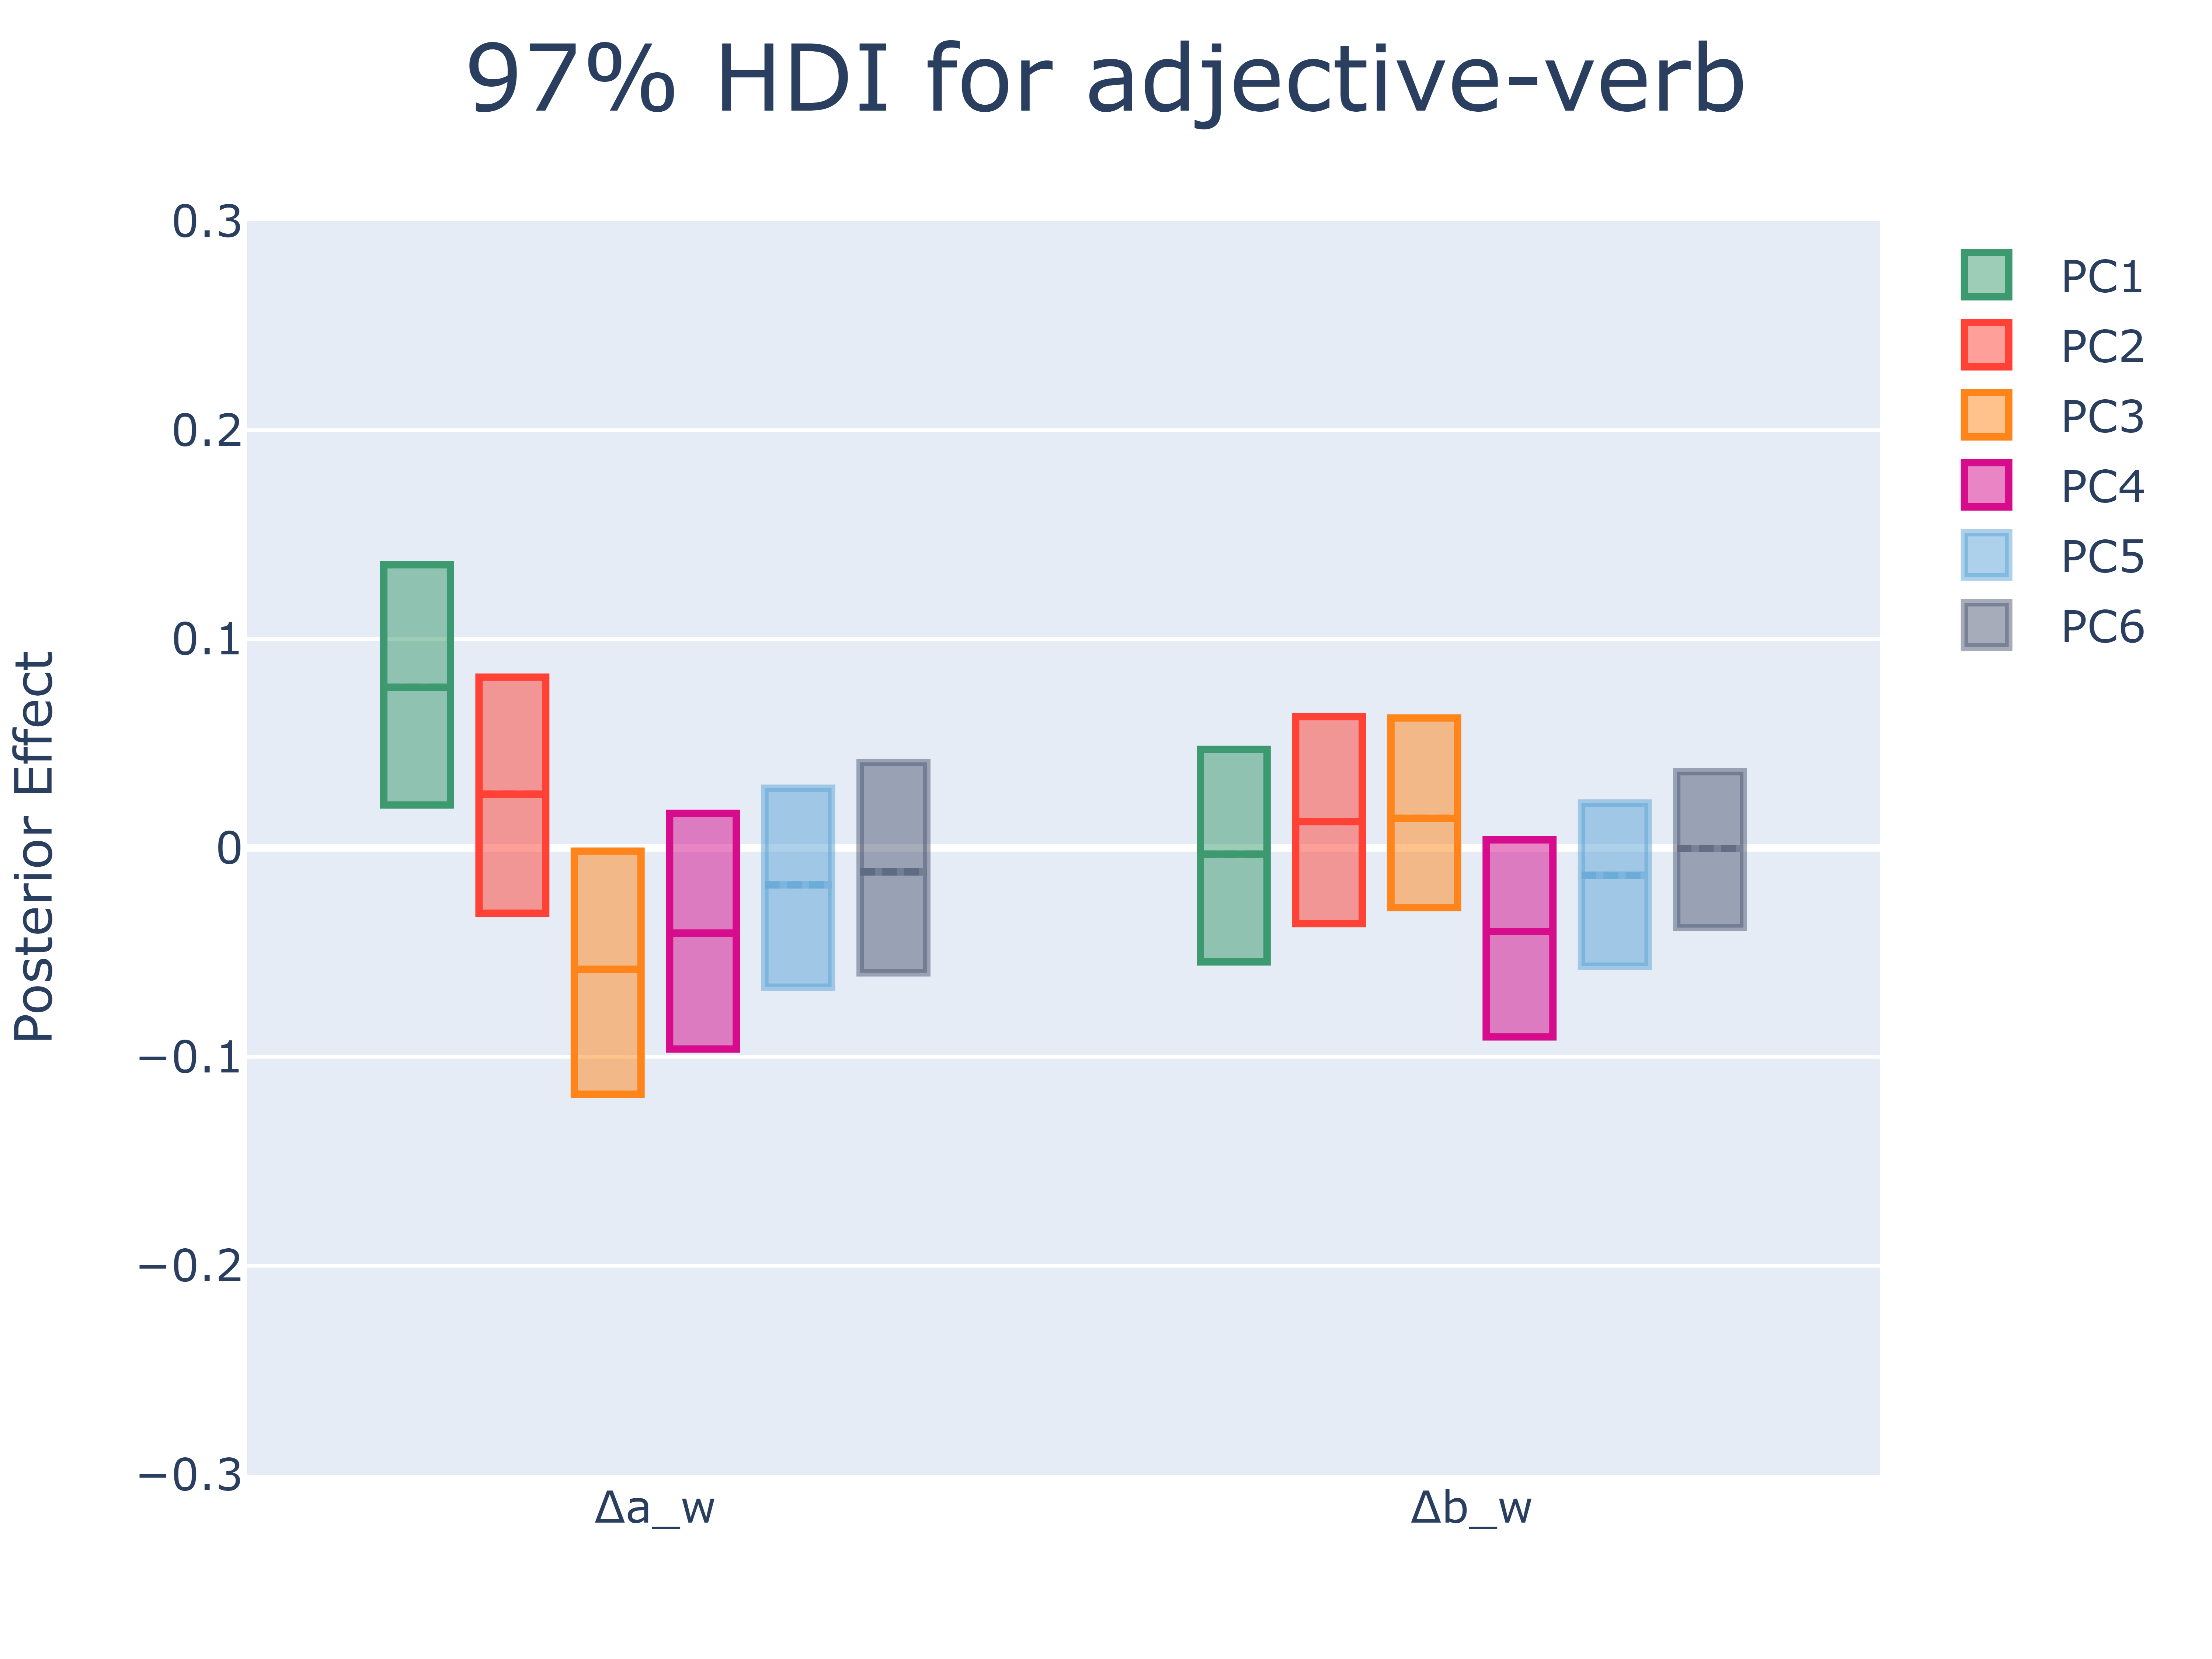 97% HDI for adjective-verb
Posterior Effect
0.3
0.2
0.1
0
−0.1
−0.2
−0.3
Δa_w
Δb_w
PC1
PC2
PC3
PC4
PC5
PC6